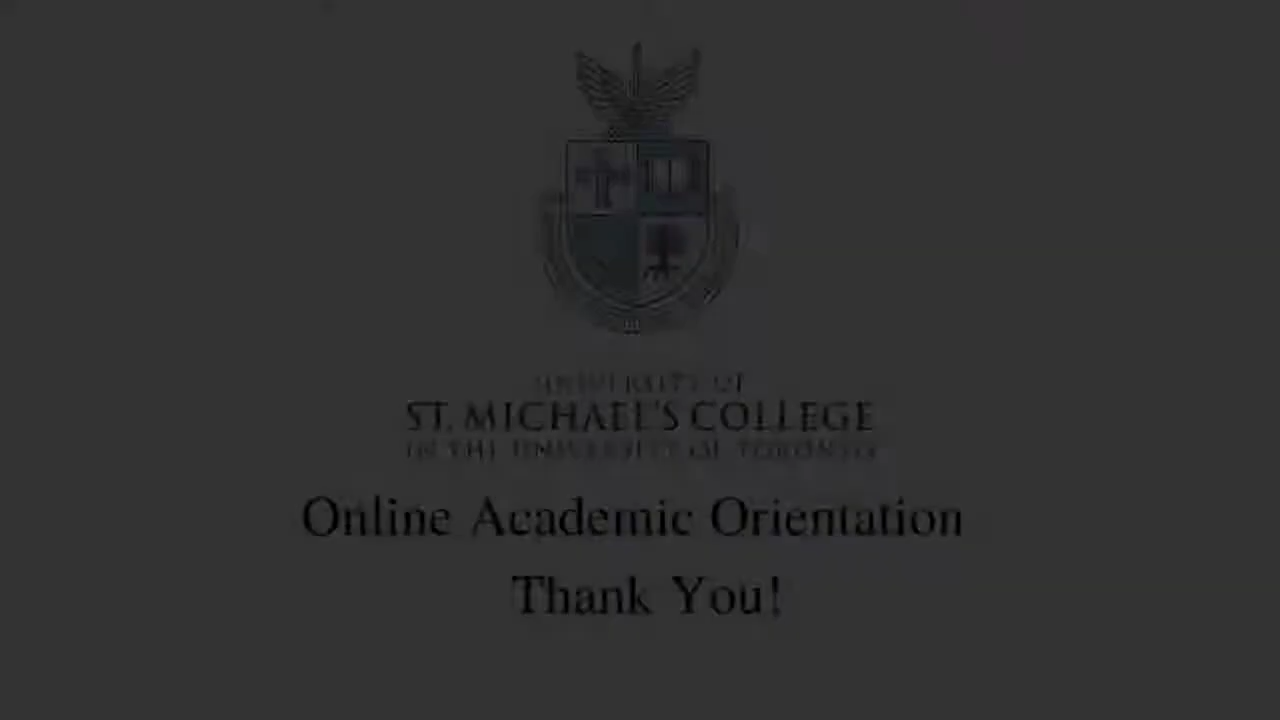 UNIVERSITY OF
ST. MICHAEL'S COLLEGE
IN THE UNIVERSITY OF TORONTO
Online Academic Orientation
Thank You!